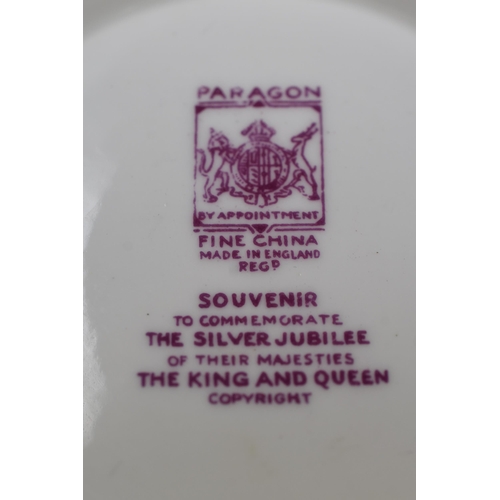 PARAGON
BY APPOINTMENT
FINE CHINA
MADE IN ENGLAND
REGD
SOUVENIR
TO COMMEMORATE
THE SILVER JUBILEE
OF THEIR MAJESTIES
THE KING AND QUEEN
COPYRIGHT